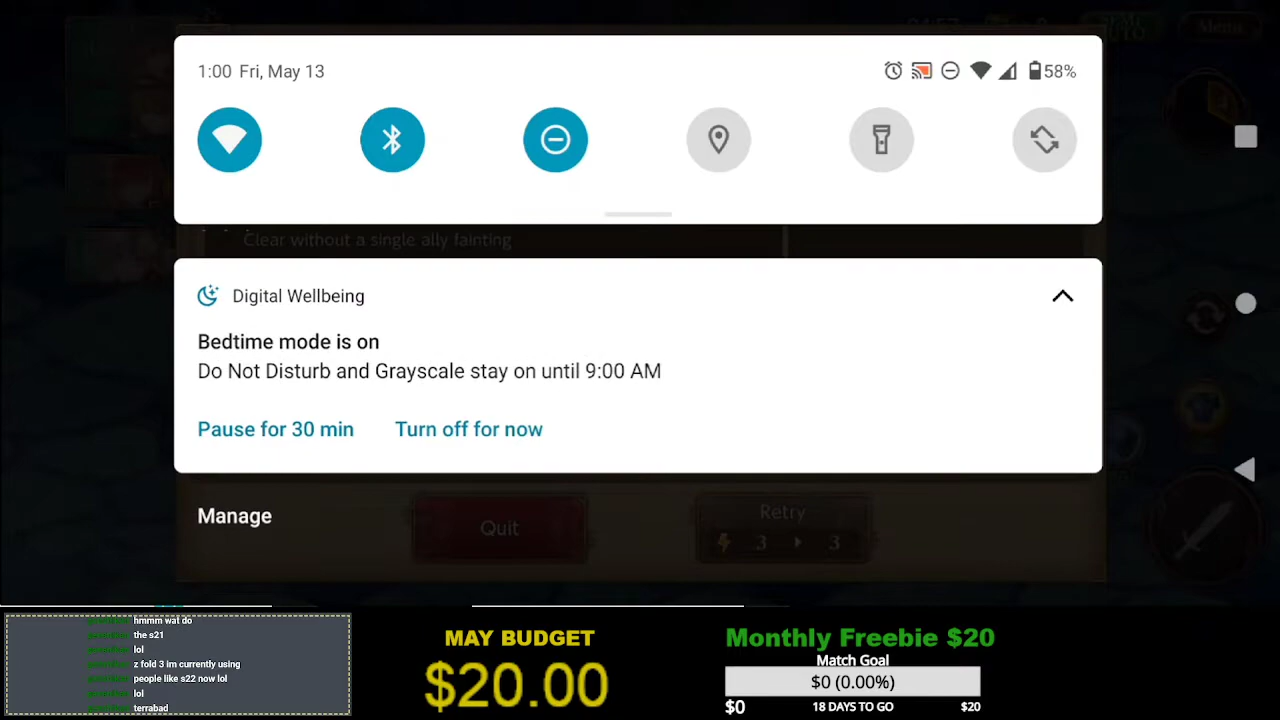 1:00 Fri, May 13
58%
Clear without a single ally fainting
Digital Wellbeing
Bedtime mode is on
Do Not Disturb and Grayscale stay on until 9:00 AM
Pause for 30 min
Turn off for now
Manage
Quit
Retry
3 3
Menu
hmmm wat do
the s21
lol
z fold 3 im currently using
people like s22 now lol
lol
terrabad
MAY BUDGET
$20.00
Monthly Freebie $20
Match Goal
$0 (0.00%)
$0
18 DAYS TO GO
$20